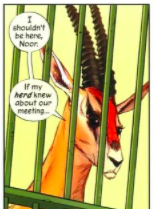 I
shouldn't
be here,
Noor.
If my
herd knew
about our
meeting...